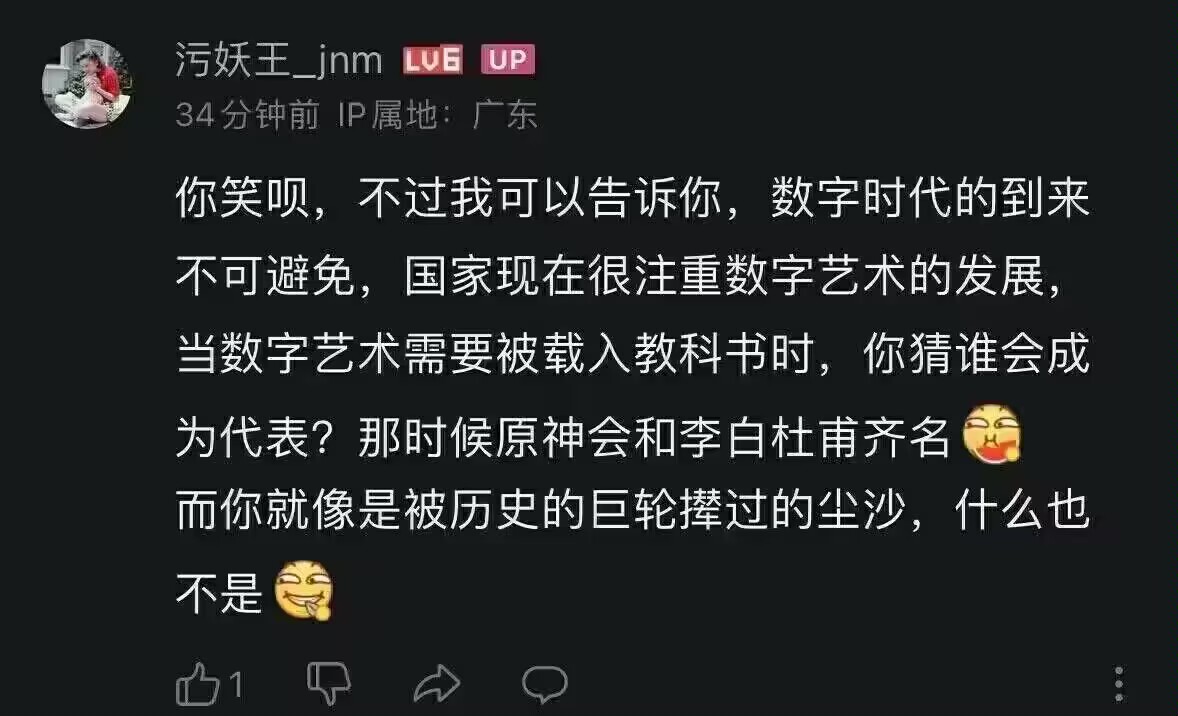 污妖王_jnm LV6 UP
34分钟前 IP属地：广东
你笑呗，不过我可以告诉你，数字时代的到来
不可避免，国家现在很注重数字艺术的发展，
当数字艺术需要被载入教科书时，你猜谁会成
为代表？那时候原神会和李白杜甫齐名
而你就像是被历史的巨轮撵过的尘沙，什么也
不是
1